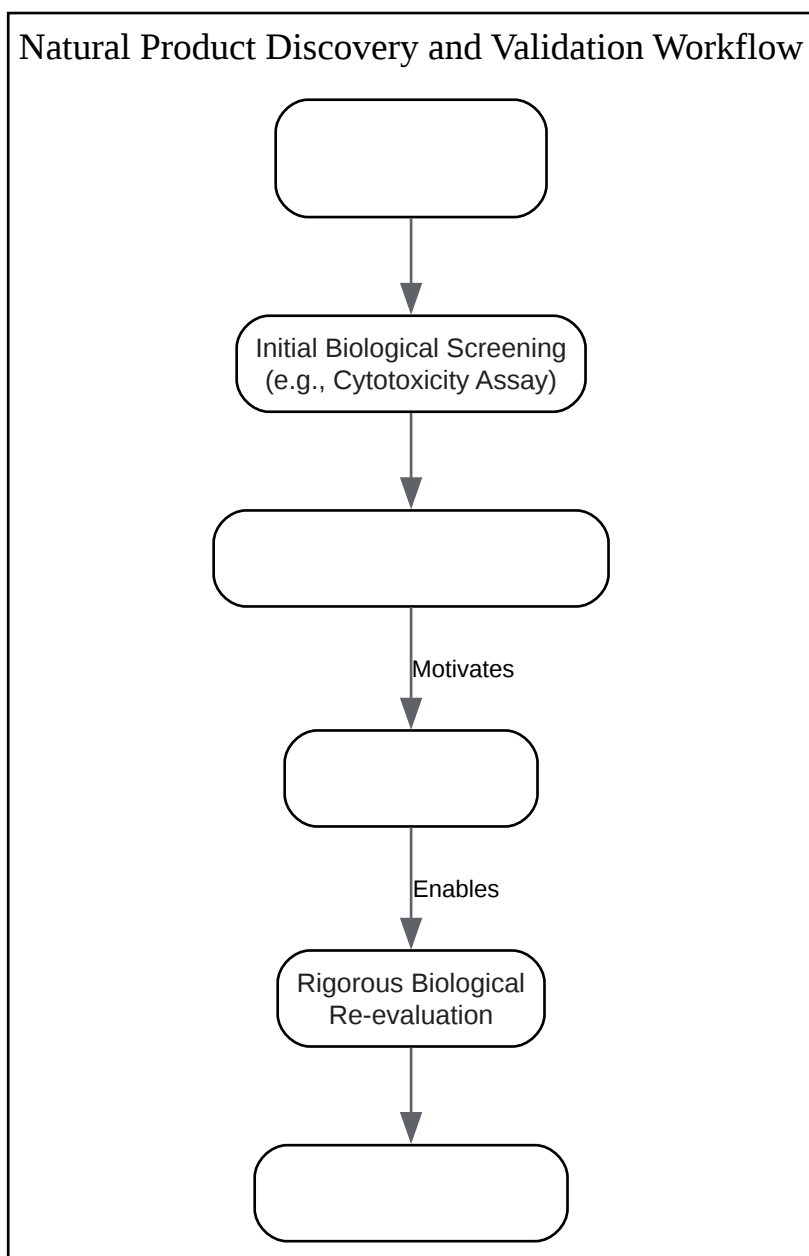 Natural Product Discovery and Validation Workflow
Initial Biological Screening
(e.g., Cytotoxicity Assay)
Motivates
Enables
Rigorous Biological
Re-evaluation